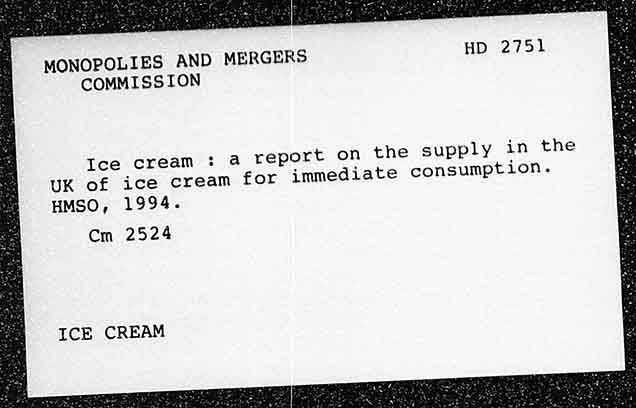 MONOPOLIES AND MERGERS HD 2751
COMMISSION
Ice cream : a report on the supply in the
UK of ice cream for immediate consumption.
HMSO, 1994.
Cm 2524
ICE CREAM